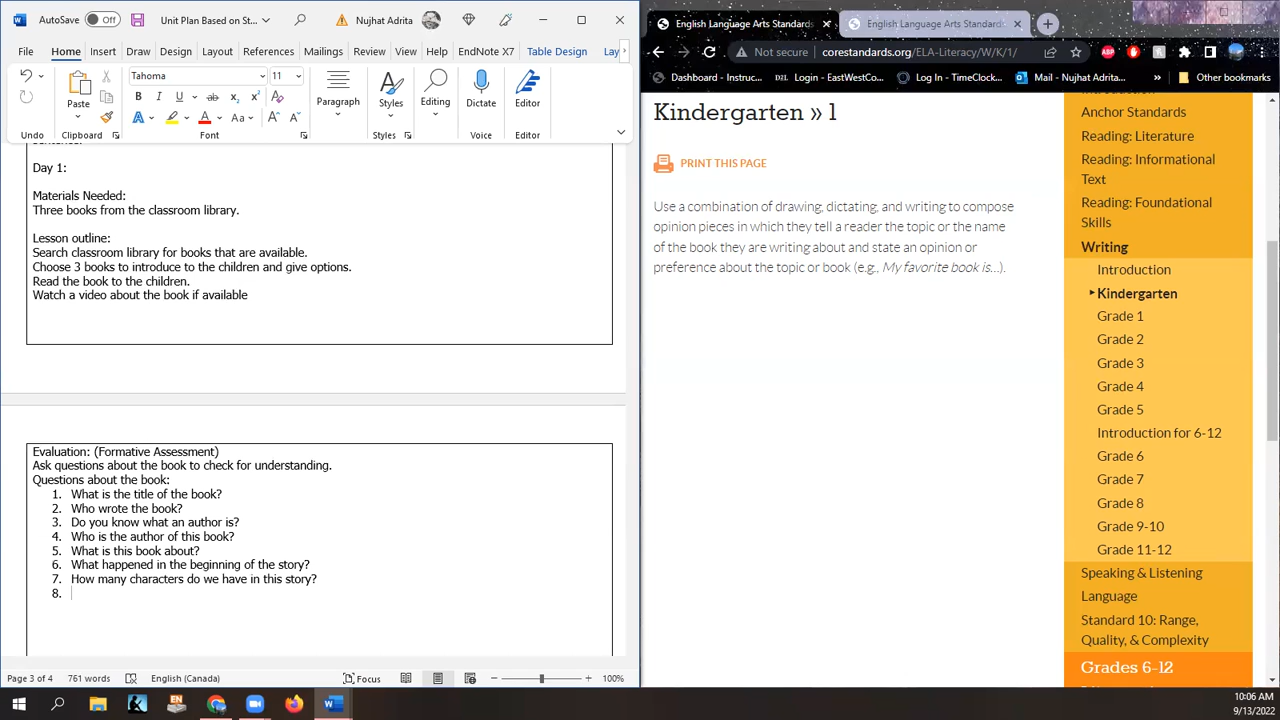 AutoSave Off Unit Plan Based on St... Nujhat Adrita
File Home Insert Draw Design Layout References Mailings Review View Help EndNote X7 Table Design Lay
Tahoma 11
Paste Paragraph Styles Editing Dictate Editor
Undo Clipboard Font Styles Voice Editor
Day 1:
Materials Needed:
Three books from the classroom library.
Lesson outline:
Search classroom library for books that are available.
Choose 3 books to introduce to the children and give options.
Read the book to the children.
Watch a video about the book if available
Evaluation: (Formative Assessment)
Ask questions about the book to check for understanding.
Questions about the book:
1. What is the title of the book?
2. Who wrote the book?
3. Do you know what an author is?
4. Who is the author of this book?
5. What is this book about?
6. What happened in the beginning of the story?
7. How many characters do we have in this story?
8.
Page 3 of 4 761 words English (Canada) Focus 100%
English Language Arts Standards English Language Arts Standards
Not secure corestandards.org/ELA-Literacy/W/K/1/
Dashboard - Instruc... Login - EastWestCo... Log In - TimeClock... Mail - Nujhat Adrita... » Other bookmarks
Kindergarten » 1
PRINT THIS PAGE
Use a combination of drawing, dictating, and writing to compose
opinion pieces in which they tell a reader the topic or the name
of the book they are writing about and state an opinion or
preference about the topic or book (e.g., My favorite book is...).
Anchor Standards
Reading: Literature
Reading: Informational
Text
Reading: Foundational
Skills
Writing
Introduction
Kindergarten
Grade 1
Grade 2
Grade 3
Grade 4
Grade 5
Introduction for 6-12
Grade 6
Grade 7
Grade 8
Grade 9-10
Grade 11-12
Speaking & Listening
Language
Standard 10: Range,
Quality, & Complexity
Grades 6-12
10:06 AM
9/13/2022